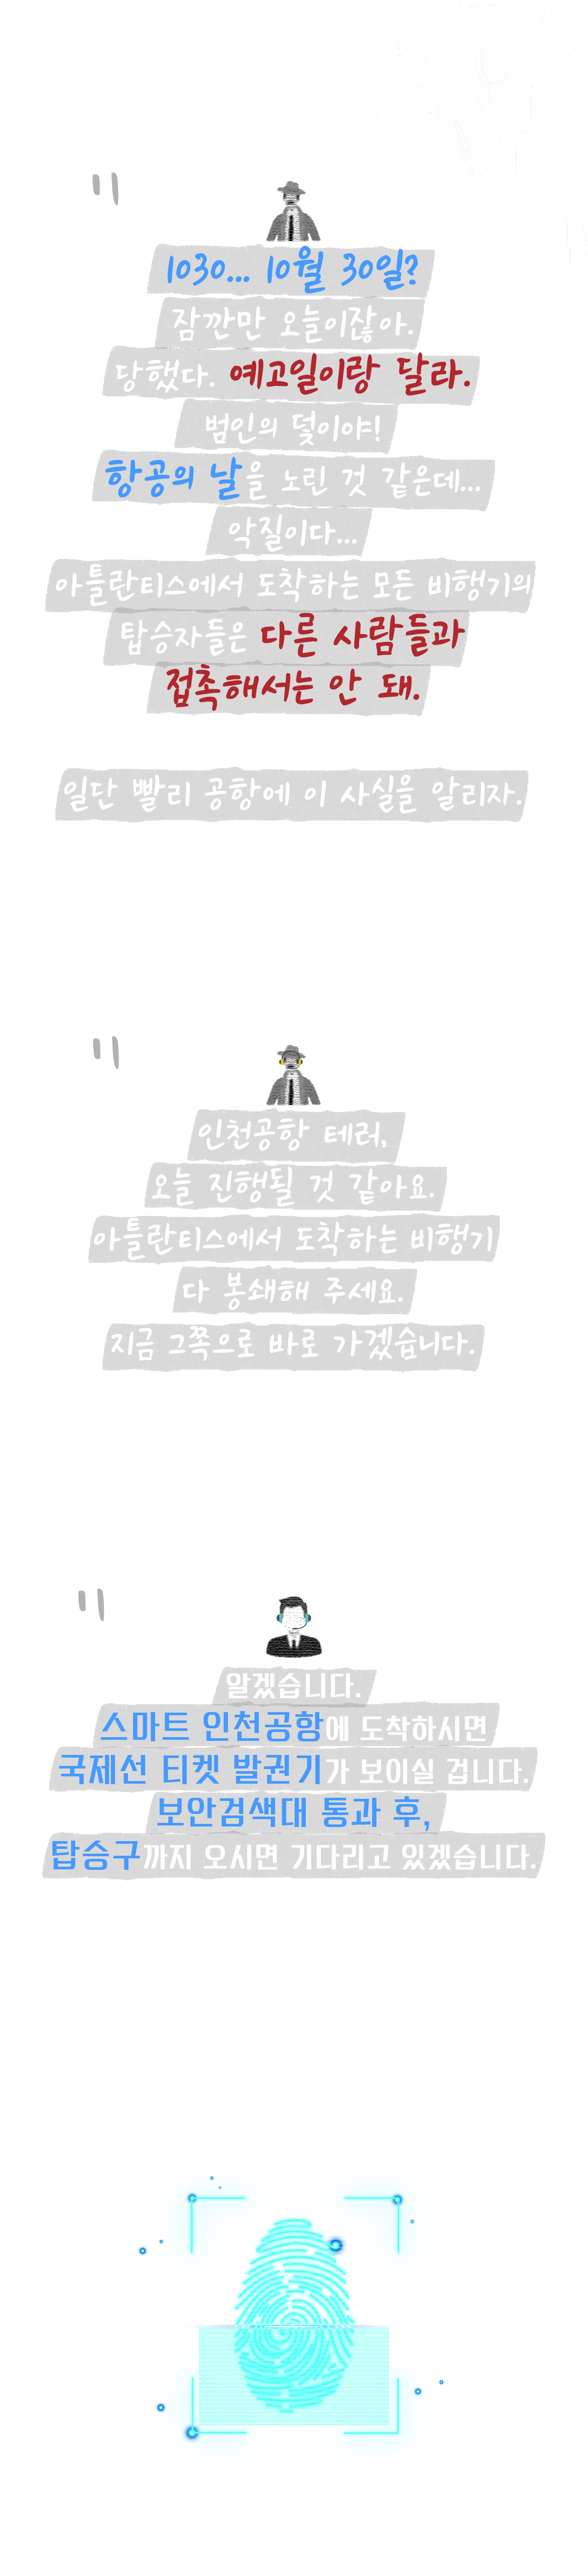 1030... 10월 30일?
잠깐만 오늘이잖아.
당했다. 예고일이랑 달라.
범인의 덫이야!
항공의 날을 노린 것 같은데...
악질이다...
아틀란티스에서 도착하는 모든 비행기의
탑승자들은 다른 사람들과
접촉해서는 안 돼.
일단 빨리 공항에 이 사실을 알리자.
인천공항 테러,
오늘 진행될 것 같아요.
아틀란티스에서 도착하는 비행기
다 봉쇄해 주세요.
지금 그쪽으로 바로 가겠습니다.
알겠습니다.
스마트 인천공항에 도착하시면
국제선 티켓 발권기가 보이실 겁니다.
보안검색대 통과 후,
탑승구까지 오시면 기다리고 있겠습니다.